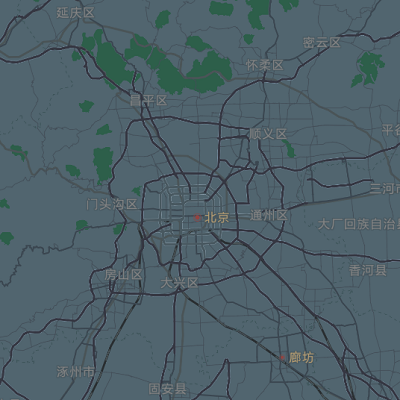 延庆区
密云区
怀柔区
昌平区
顺义区
平谷
三河市
门头沟区
北京
通州区
大厂回族自治县
香河县
房山区
大兴区
廊坊
涿州市
固安县